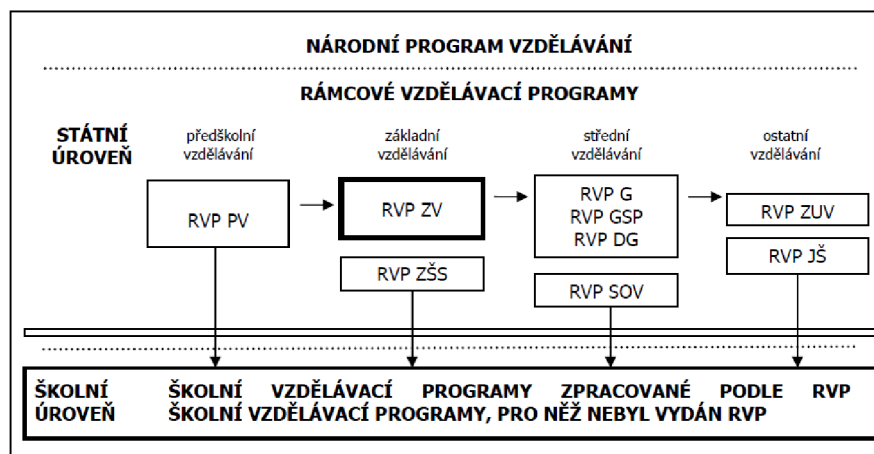 NÁRODNÍ PROGRAM VZDĚLÁVÁNÍ
RÁMCOVÉ VZDĚLÁVACÍ PROGRAMY
STÁTNÍ
ÚROVEŇ
předškolní
vzdělávání
základní
vzdělávání
střední
vzdělávání
ostatní
vzdělávání
RVP PV
RVP ZV
RVP G
RVP GSP
RVP DG
RVP ZUV
RVP JŠ
RVP ZŠS
RVP SOV
ŠKOLNÍ ŠKOLNÍ VZDĚLÁVACÍ PROGRAMY ZPRACOVANÉ PODLE RVP
ÚROVEŇ ŠKOLNÍ VZDĚLÁVACÍ PROGRAMY, PRO NĚŽ NEBYL VYDÁN RVP